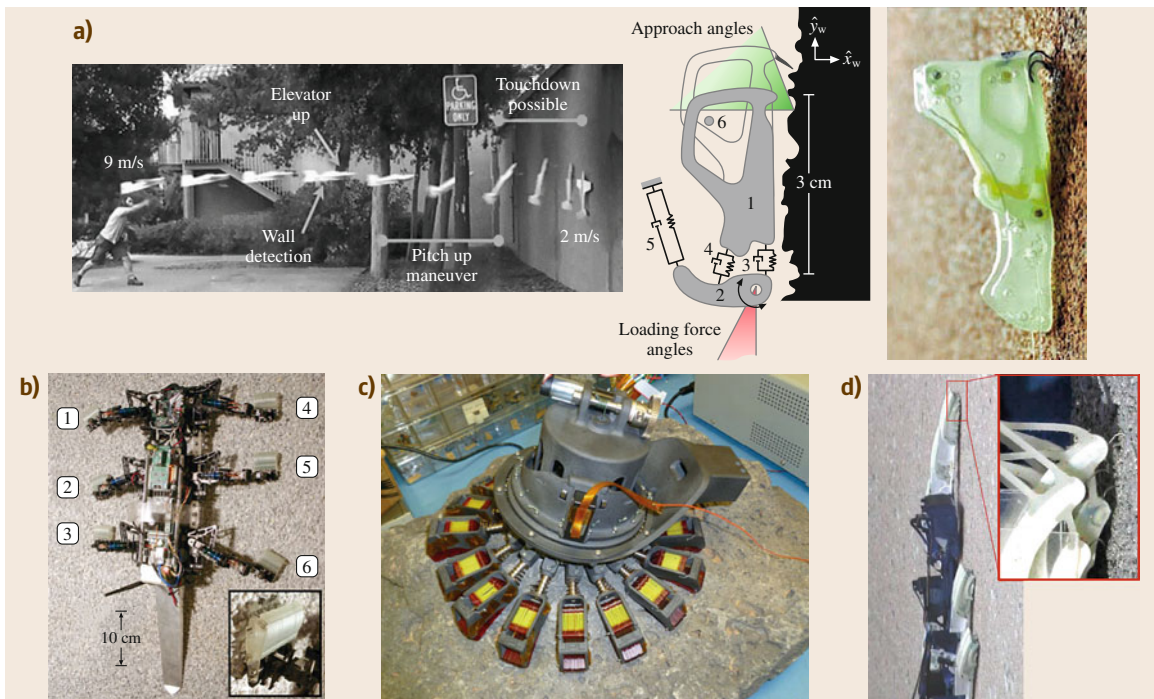 a)
9 m/s
Elevator
up
Wall
detection
Pitch up
maneuver
PARKING
ONLY
Touchdown
possible
2 m/s
Approach angles
ŷw
x̂w
6
3 cm
1
5
4
3
2
Loading force
angles
b)
1
2
3
4
5
6
10 cm
c)
d)